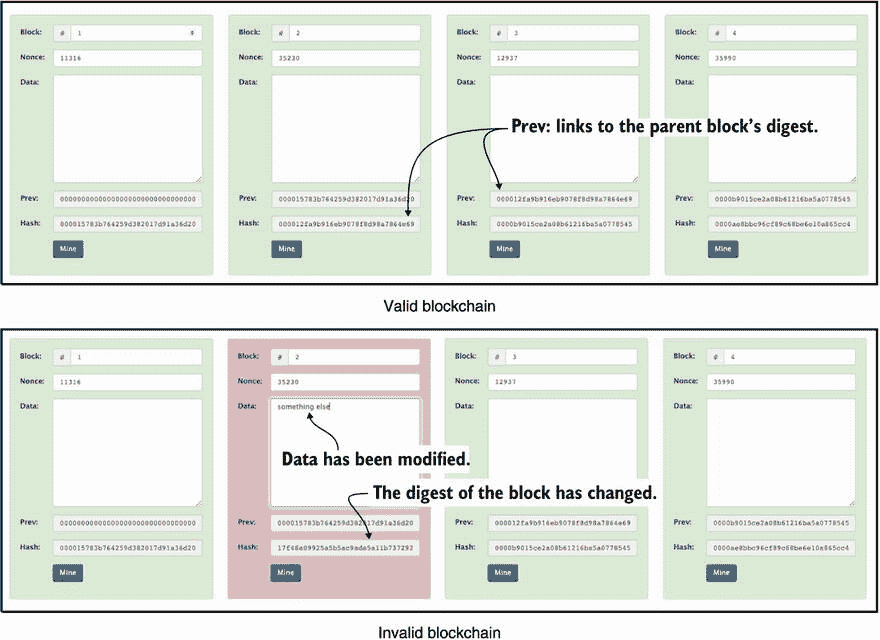 Block: # 1
Nonce: 11316
Data:
Prev: 00000000000000000000000000000000
Hash: 000015783b764259d382017d91a36d20
Mine
Block: # 2
Nonce: 35230
Data:
Prev: 000015783b764259d382017d91a36d20
Hash: 000012fa9b916eb9078f8d98a7864e69
Mine
Block: # 3
Nonce: 12937
Data:
Prev: 000012fa9b916eb9078f8d98a7864e69
Hash: 0000b9015ce2a08b61216ba5a0778545
Mine
Block: # 4
Nonce: 35990
Data:
Prev: 0000b9015ce2a08b61216ba5a0778545
Hash: 0000ae8bbc96cf89c68be6e10a865cc4
Mine
Prev: links to the parent block’s digest.
Valid blockchain
Block: # 1
Nonce: 11316
Data:
Prev: 00000000000000000000000000000000
Hash: 000015783b764259d382017d91a36d20
Mine
Block: # 2
Nonce: 35230
Data: something else
Data has been modified.
The digest of the block has changed.
Prev: 000015783b764259d382017d91a36d20
Hash:
Mine
Block: # 3
Nonce: 12937
Data:
Prev: 000012fa9b916eb9078f8d98a7864e69
Hash: 0000b9015ce2a08b61216ba5a0778545
Mine
Block: # 4
Nonce: 35990
Data:
Prev: 0000b9015ce2a08b61216ba5a0778545
Hash: 0000ae8bbc96cf89c68be6e10a865cc4
Mine
Invalid blockchain